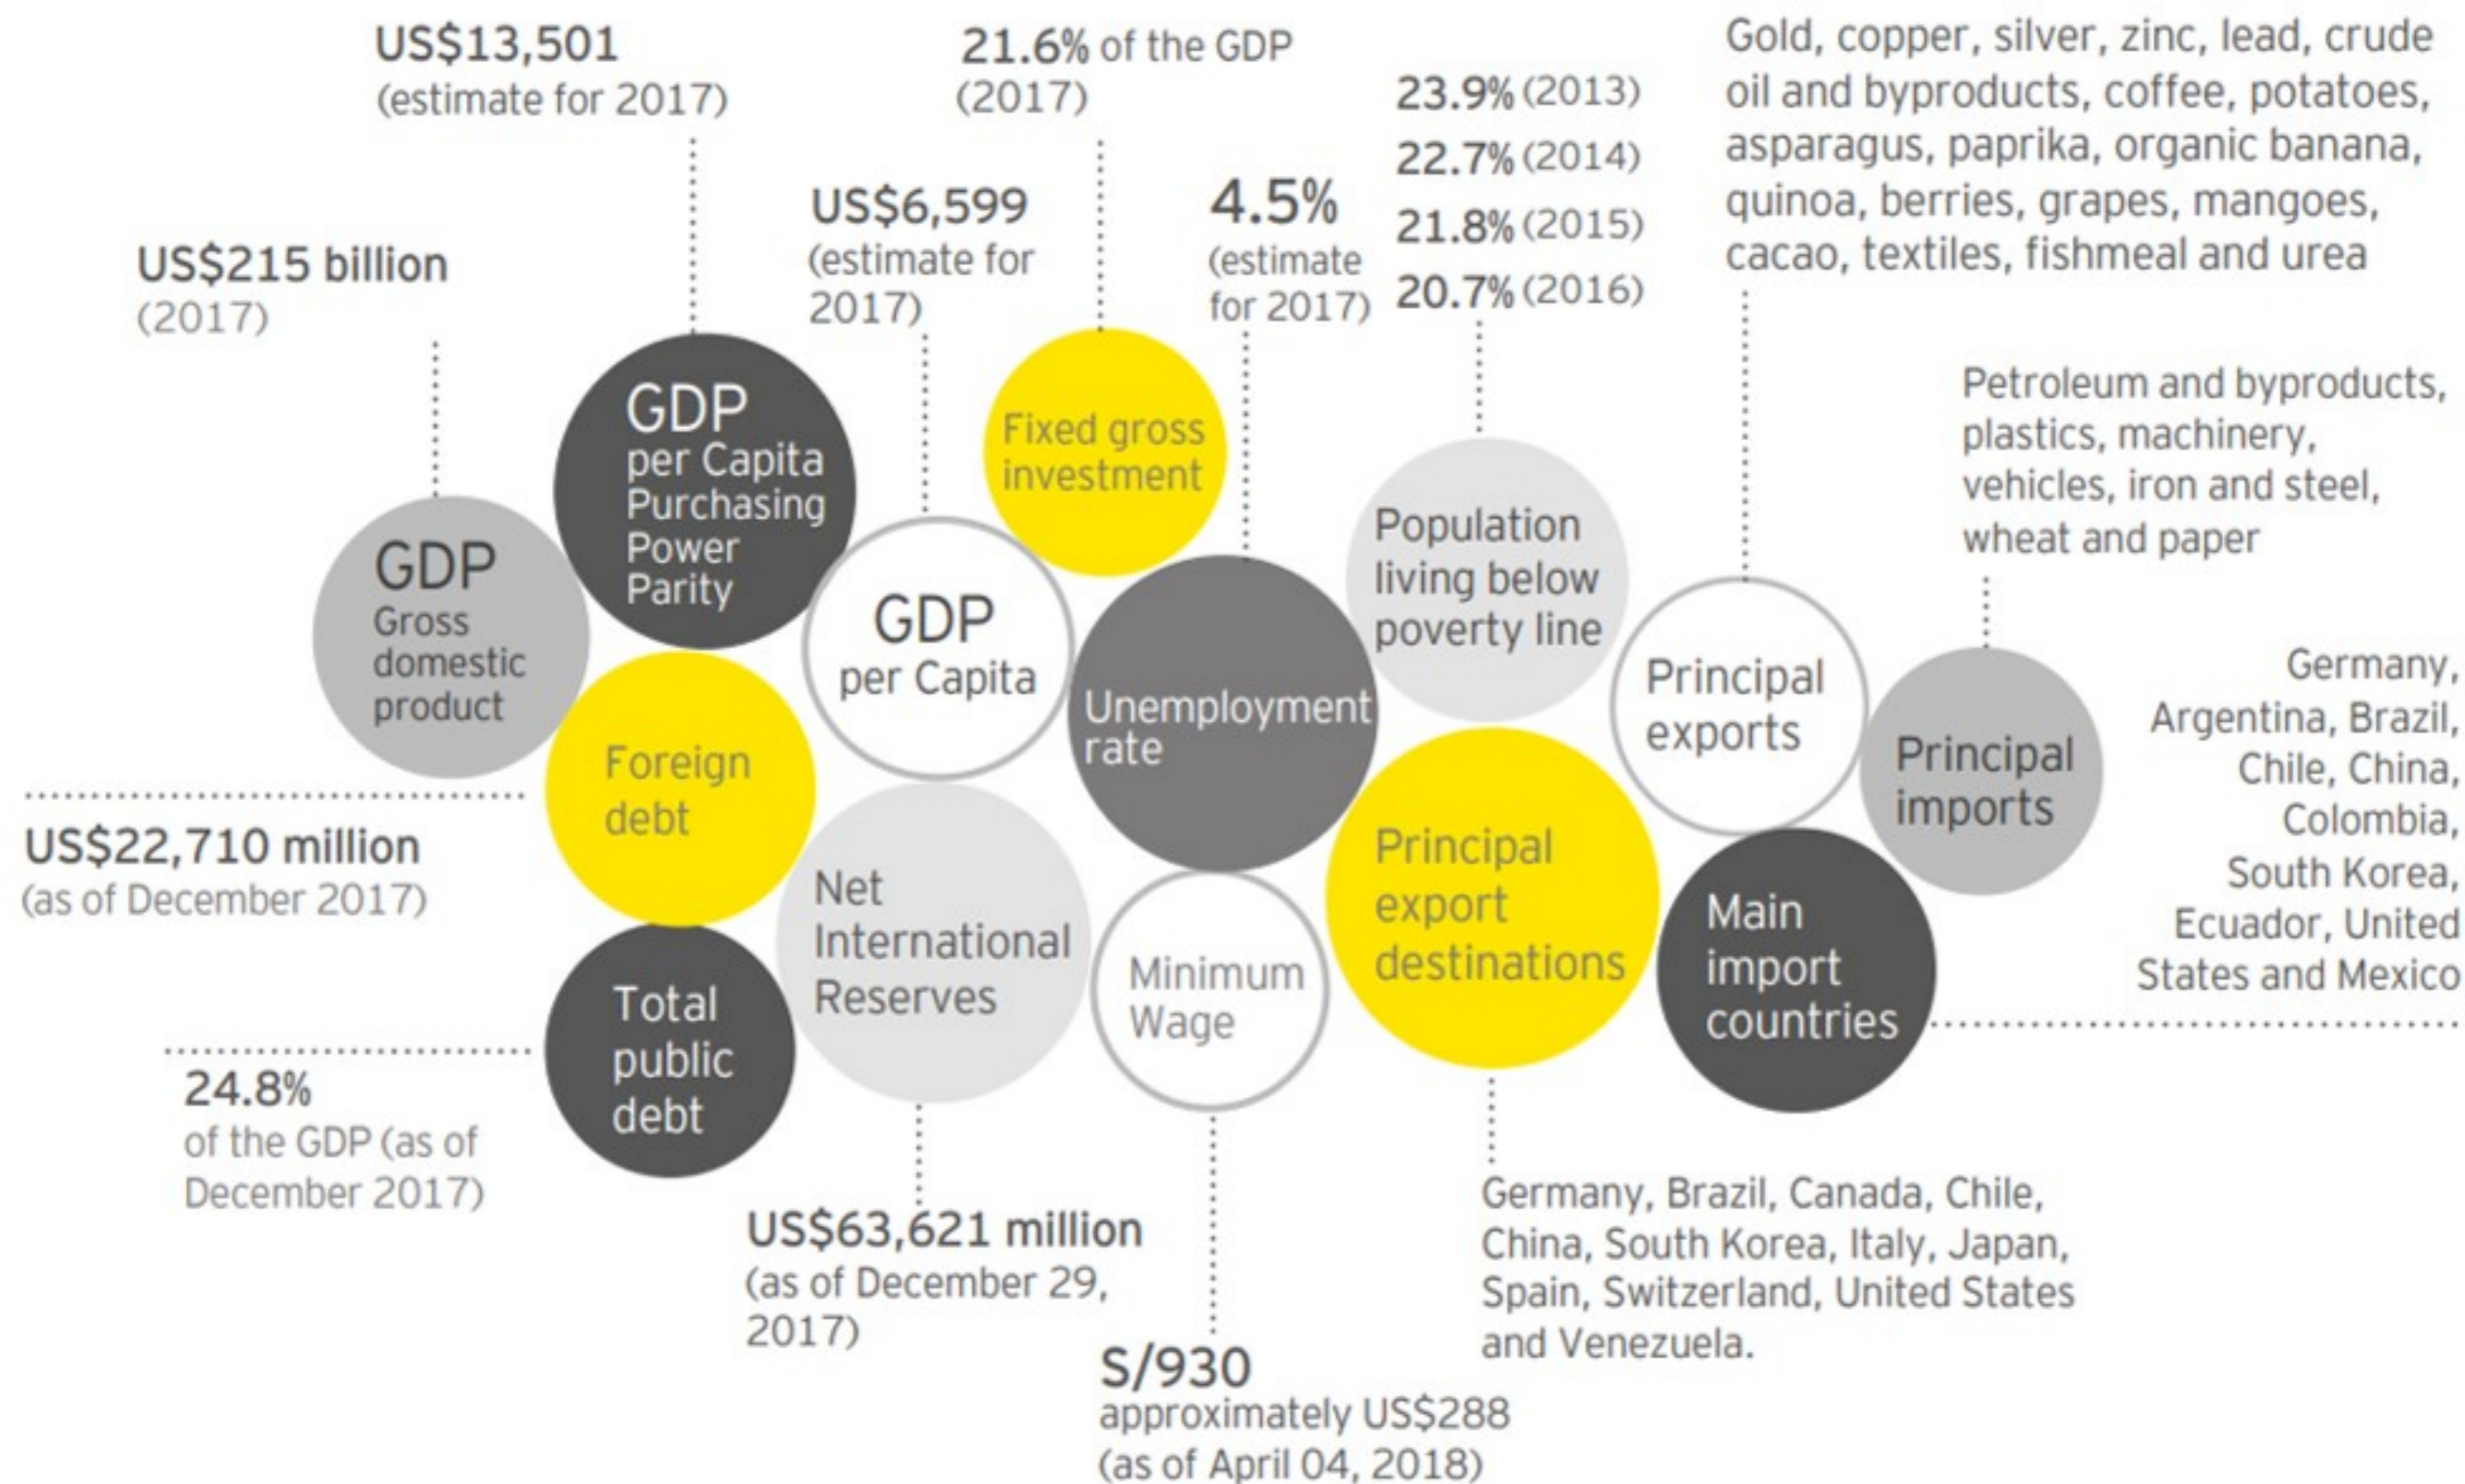 US$13,501
(estimate for 2017)
21.6% of the GDP
(2017)
23.9% (2013)
22.7% (2014)
21.8% (2015)
20.7% (2016)
Gold, copper, silver, zinc, lead, crude
oil and byproducts, coffee, potatoes,
asparagus, paprika, organic banana,
quinoa, berries, grapes, mangoes,
cacao, textiles, fishmeal and urea
US$215 billion
(2017)
US$6,599
(estimate for
2017)
4.5%
(estimate
for 2017)
Petroleum and byproducts,
plastics, machinery,
vehicles, iron and steel,
wheat and paper
GDP
Gross
domestic
product
GDP
per Capita
Purchasing
Power
Parity
GDP
per Capita
Fixed gross
investment
Unemployment
rate
Population
living below
poverty line
Principal
exports
Principal
imports
Germany,
Argentina, Brazil,
Chile, China,
Colombia,
South Korea,
Ecuador, United
States and Mexico
Foreign
debt
US$22,710 million
(as of December 2017)
Net
International
Reserves
Minimum
Wage
Principal
export
destinations
Main
import
countries
Total
public
debt
24.8%
of the GDP (as of
December 2017)
US$63,621 million
(as of December 29,
2017)
S/930
approximately US$288
(as of April 04, 2018)
Germany, Brazil, Canada, Chile,
China, South Korea, Italy, Japan,
Spain, Switzerland, United States
and Venezuela.